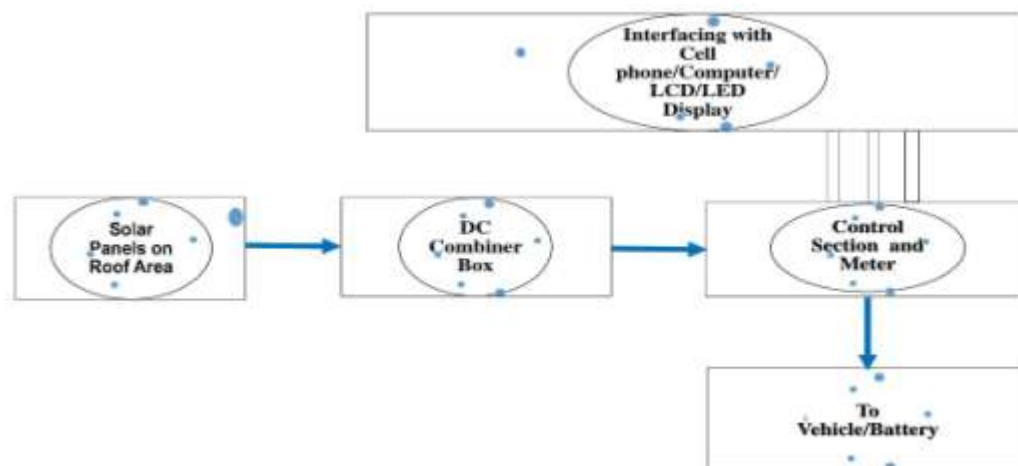 Interfacing with
Cell
phone/Computer/
LCD/LED
Display
Solar
Panels on
Roof Area
DC
Combiner
Box
Control
Section and
Meter
To
Vehicle/Battery